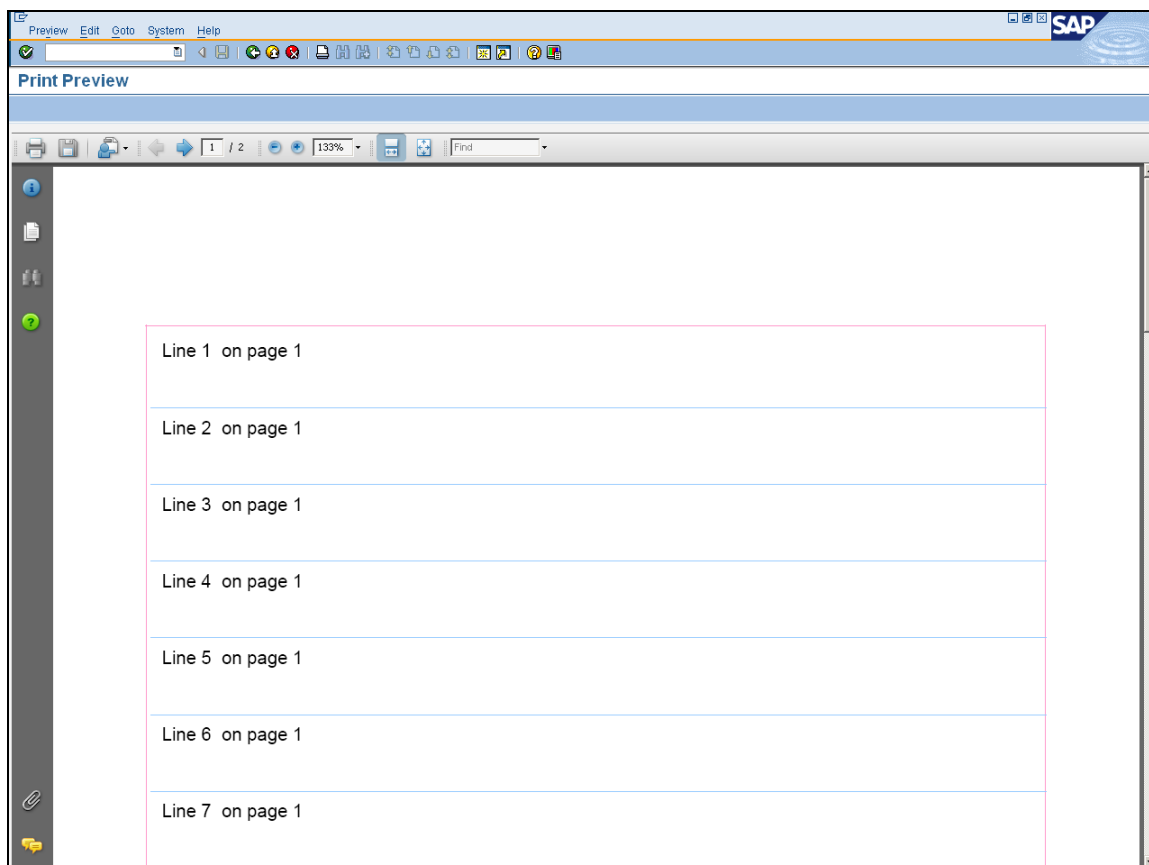 Preview Edit Goto System Help
SAP
Print Preview
1 / 2 133% Find
Line 1 on page 1
Line 2 on page 1
Line 3 on page 1
Line 4 on page 1
Line 5 on page 1
Line 6 on page 1
Line 7 on page 1